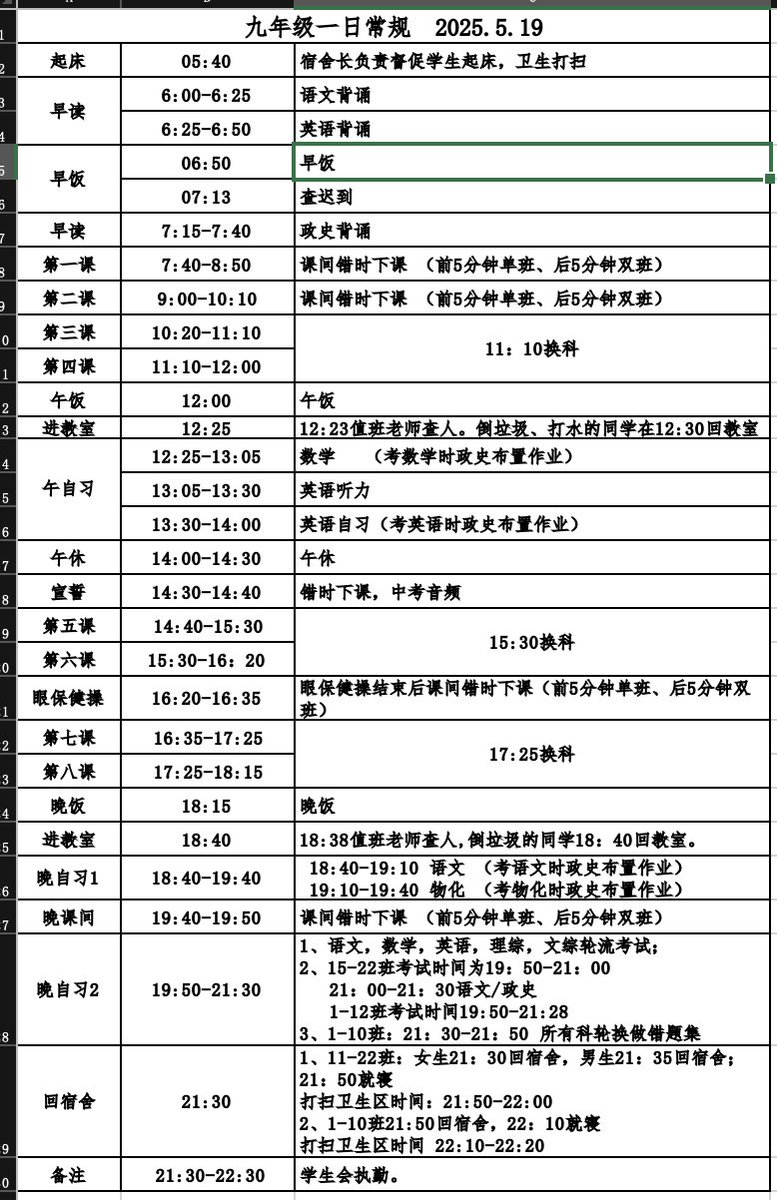 九年级一日常规 2025.5.19
起床 05:40 宿舍长负责督促学生起床，卫生打扫
早读 6:00-6:25 语文背诵
6:25-6:50 英语背诵
早饭 06:50 早饭
07:13 查迟到
早读 7:15-7:40 政史背诵
第一课 7:40-8:50 课间错时下课 （前5分钟单班、后5分钟双班）
第二课 9:00-10:10 课间错时下课 （前5分钟单班、后5分钟双班）
第三课 10:20-11:10 11：10换科
第四课 11:10-12:00
午饭 12:00 午饭
进教室 12:25 12:23值班老师查人。倒垃圾、打水的同学在12:30回教室
午自习 12:25-13:05 数学 （考数学时政史布置作业）
13:05-13:30 英语听力
13:30-14:00 英语自习（考英语时政史布置作业）
午休 14:00-14:30 午休
宣誓 14:30-14:40 错时下课，中考音频
第五课 14:40-15:30 15:30换科
第六课 15:30-16：20
眼保健操 16:20-16:35 眼保健操结束后课间错时下课（前5分钟单班、后5分钟双
班）
第七课 16:35-17:25 17:25换科
第八课 17:25-18:15
晚饭 18:15 晚饭
进教室 18:40 18:38值班老师查人,倒垃圾的同学18：40回教室。
晚自习1 18:40-19:40 18:40-19:10 语文 （考语文时政史布置作业）
19:10-19:40 物化 （考物化时政史布置作业）
晚课间 19:40-19:50 课间错时下课 （前5分钟单班、后5分钟双班）
晚自习2 19:50-21:30 1、语文，数学，英语，理综，文综轮流考试；
2、15-22班考试时间为19：50-21：00
21：00-21：30语文/政史
1-12班考试时间19:50-21:28
3、1-10班：21：30-21：50 所有科轮换做错题集
回宿舍 21:30 1、11-22班：女生21：30回宿舍，男生21：35回宿舍；
21：50就寝
打扫卫生区时间：21:50-22:00
2、1-10班21:50回宿舍，22：10就寝
打扫卫生区时间 22:10-22:20
备注 21:30-22:30 学生会执勤。